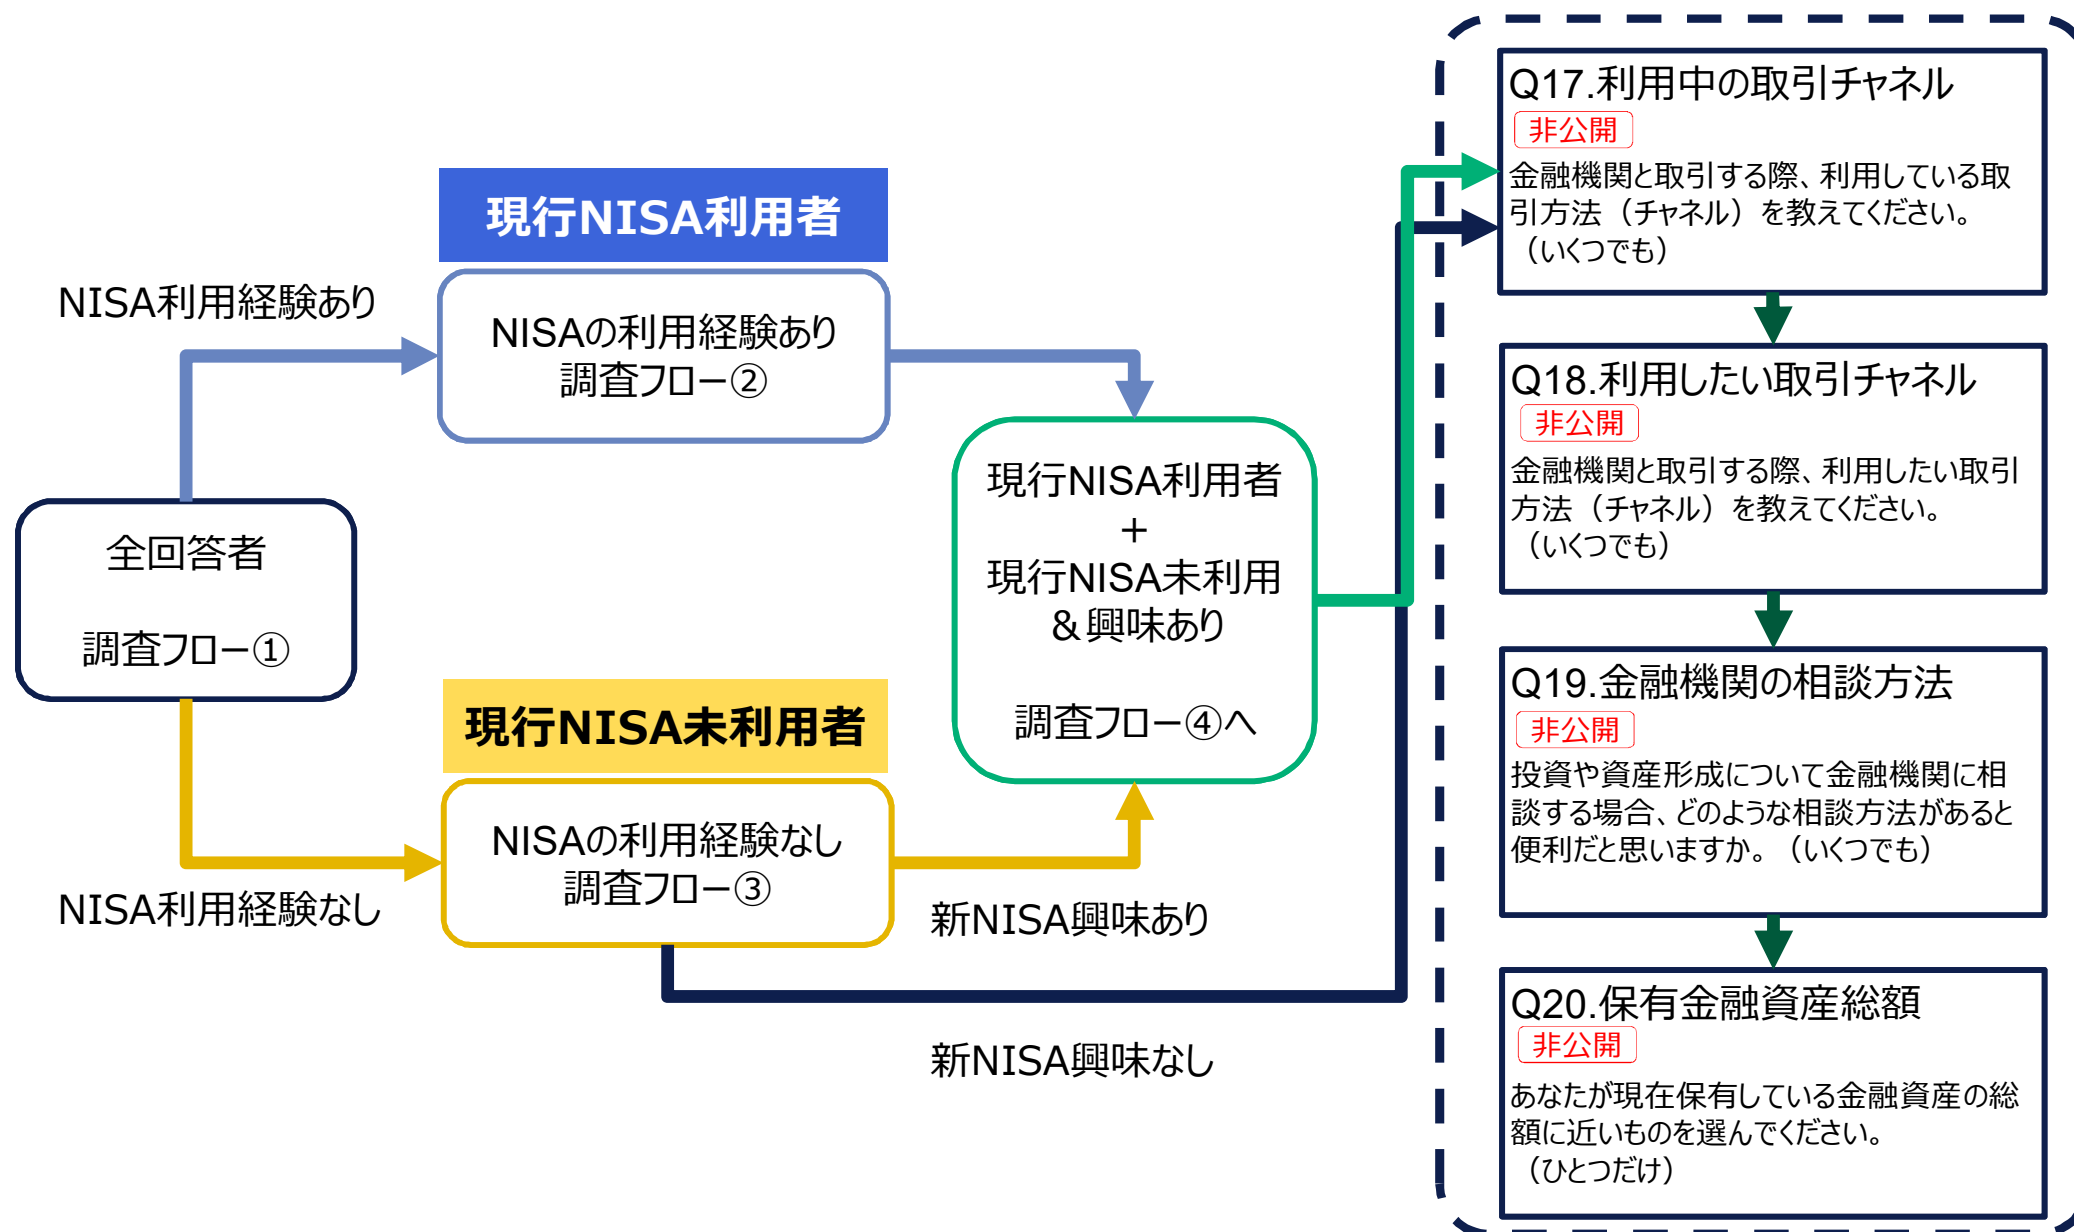 現行NISA利用者
NISA利用経験あり
NISAの利用経験あり
調査フロー②
全回答者
調査フロー①
現行NISA利用者
+
現行NISA未利用
&興味あり
調査フロー④へ
現行NISA未利用者
NISAの利用経験なし
調査フロー③
NISA利用経験なし
新NISA興味あり
新NISA興味なし
Q17.利用中の取引チャネル
非公開
金融機関と取引する際、利用している取
引方法（チャネル）を教えてください。
（いくつでも）
Q18.利用したい取引チャネル
非公開
金融機関と取引する際、利用したい取引
方法（チャネル）を教えてください。
（いくつでも）
Q19.金融機関の相談方法
非公開
投資や資産形成について金融機関に相
談する場合、どのような相談方法があると
便利だと思いますか。（いくつでも）
Q20.保有金融資産総額
非公開
あなたが現在保有している金融資産の総
額に近いものを選んでください。
（ひとつだけ）